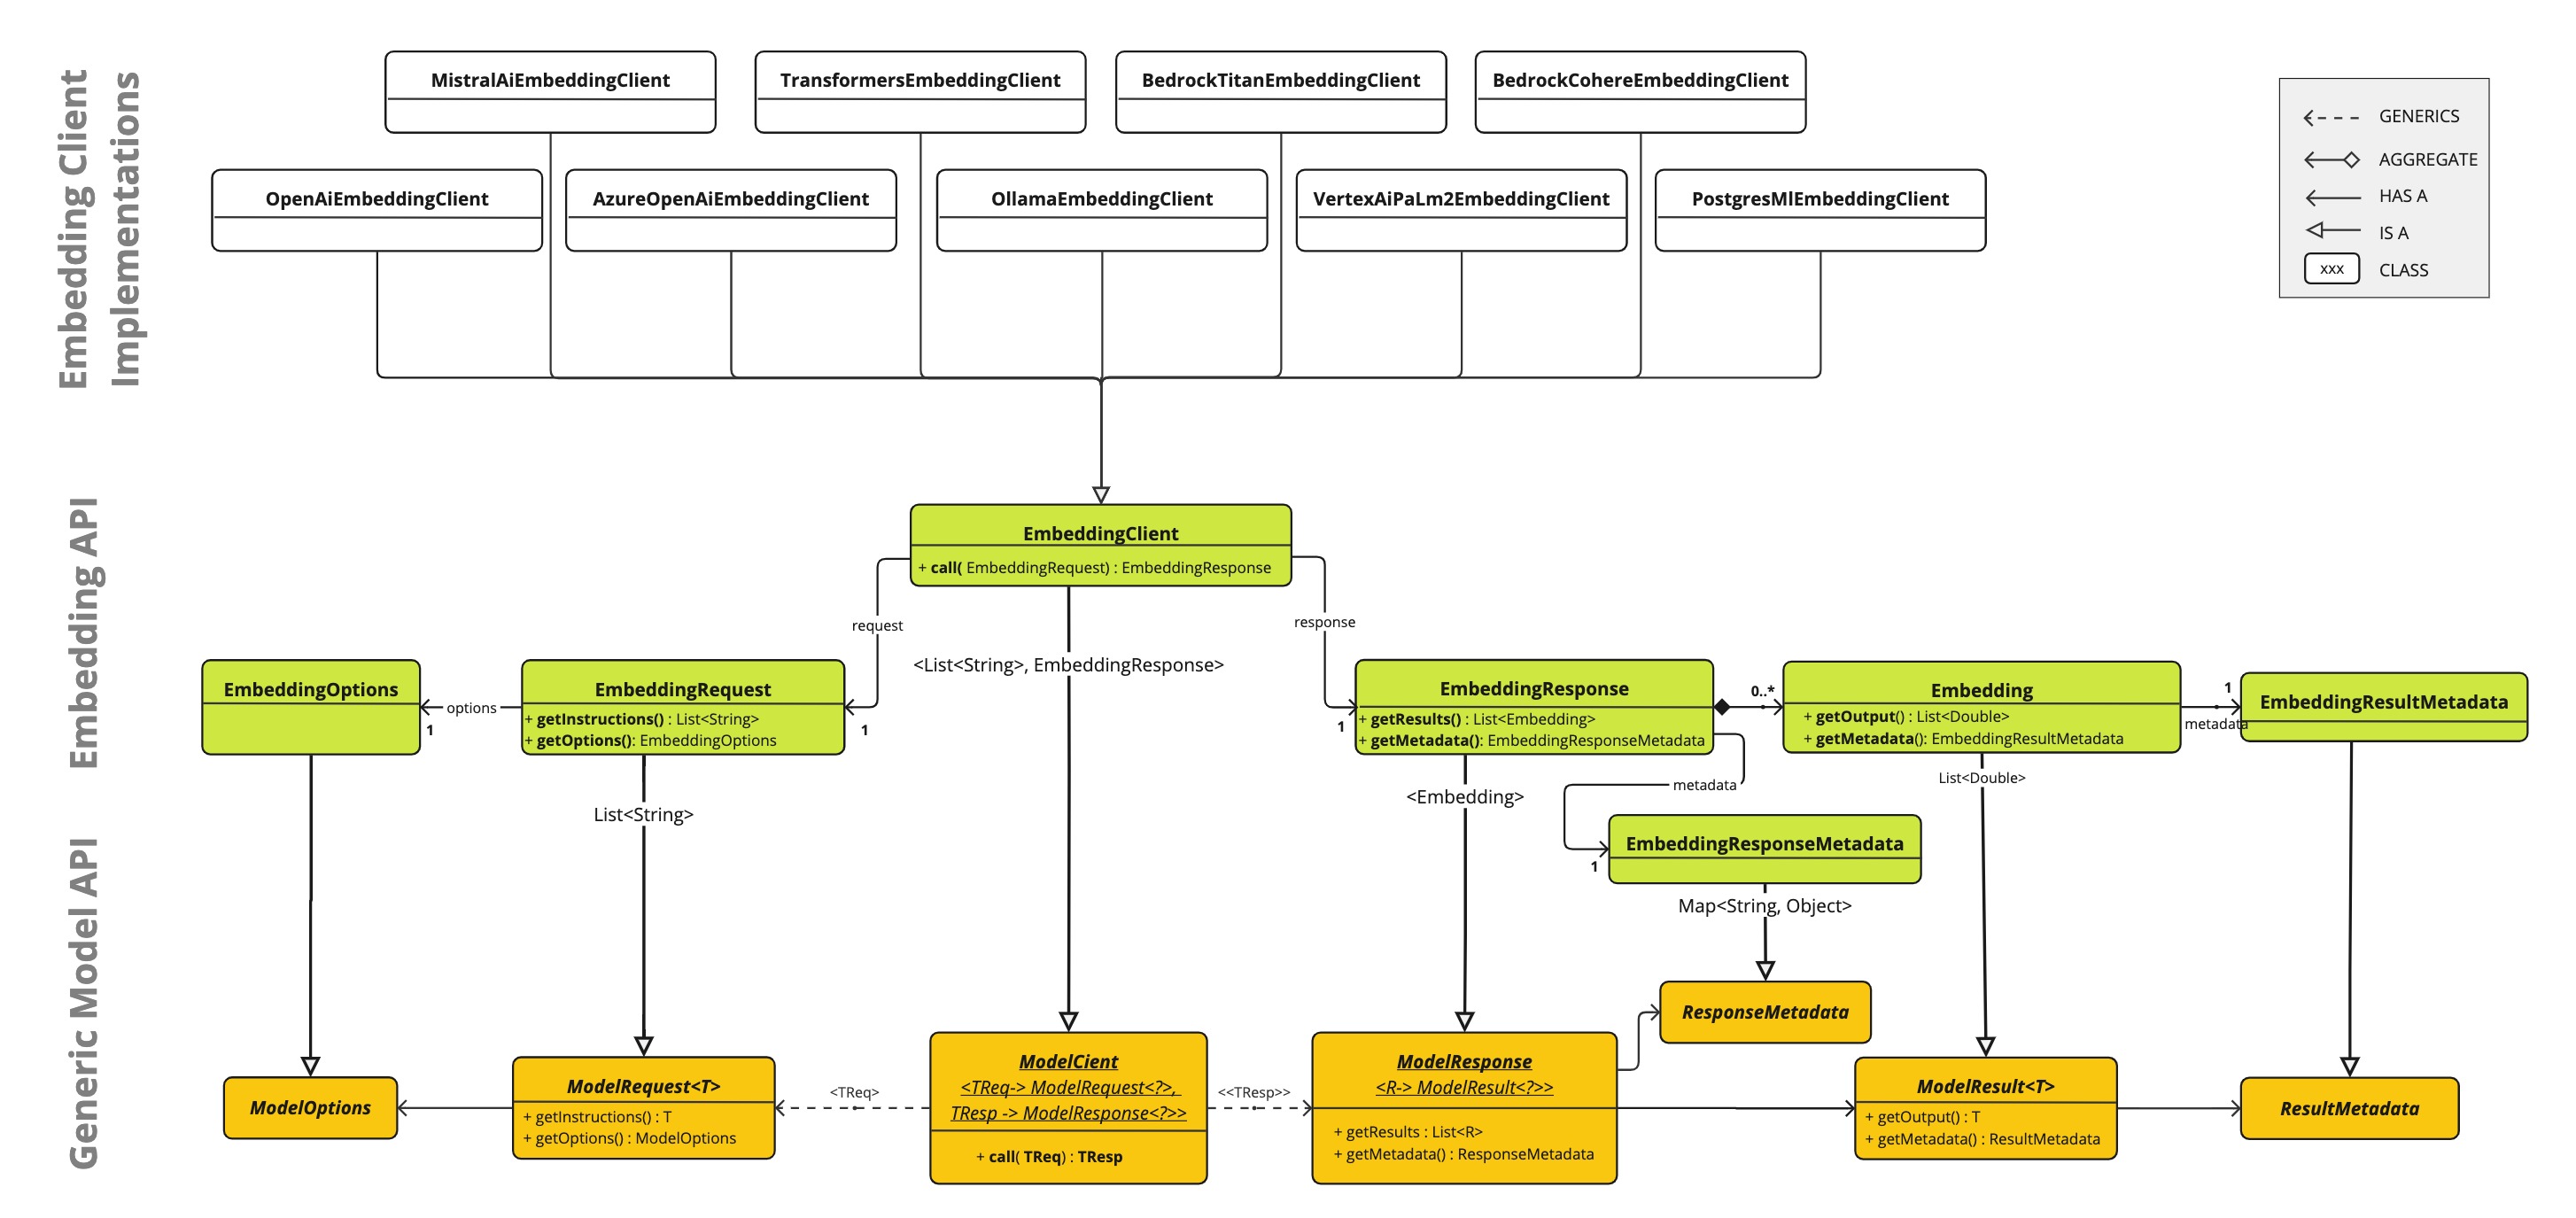 Embedding Client
Implementations
MistralAiEmbeddingClient
TransformersEmbeddingClient
BedrockTitanEmbeddingClient
BedrockCohereEmbeddingClient
OpenAiEmbeddingClient
AzureOpenAiEmbeddingClient
OllamaEmbeddingClient
VertexAiPaLm2EmbeddingClient
PostgresMlEmbeddingClient
GENERICS
AGGREGATE
HAS A
IS A
xxx CLASS
Embedding API
EmbeddingClient
+ call( EmbeddingRequest) : EmbeddingResponse
request
response
<List<String>, EmbeddingResponse>
EmbeddingOptions
options
1
EmbeddingRequest
+ getInstructions() : List<String>
+ getOptions(): EmbeddingOptions
1
1
EmbeddingResponse
+ getResults() : List<Embedding>
+ getMetadata(): EmbeddingResponseMetadata
0..*
Embedding
+ getOutput() : List<Double>
+ getMetadata(): EmbeddingResultMetadata
1
metadata
EmbeddingResultMetadata
List<String>
<Embedding>
metadata
List<Double>
1
EmbeddingResponseMetadata
Map<String, Object>
Generic Model API
ResponseMetadata
ModelOptions
ModelRequest<T>
+ getInstructions() : T
+ getOptions() : ModelOptions
<TReq>
ModelCient
<TReq-> ModelRequest<?>,
TResp -> ModelResponse<?>>
+ call( TReq) : TResp
<<TResp>>
ModelResponse
<R-> ModelResult<?>>
+ getResults : List<R>
+ getMetadata() : ResponseMetadata
ModelResult<T>
+ getOutput() : T
+ getMetadata() : ResultMetadata
ResultMetadata